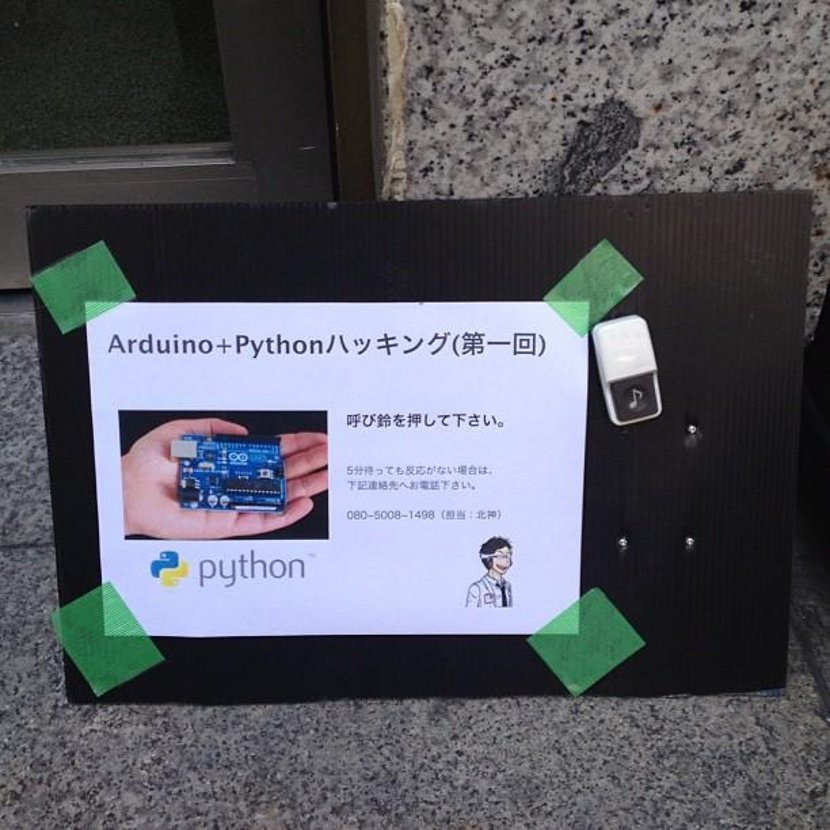 Arduino+Pythonハッキング(第一回)
呼び鈴を押して下さい。
5分待っても反応がない場合は、
下記連絡先へお電話下さい。
080-5008-1498（担当：北神）
python™